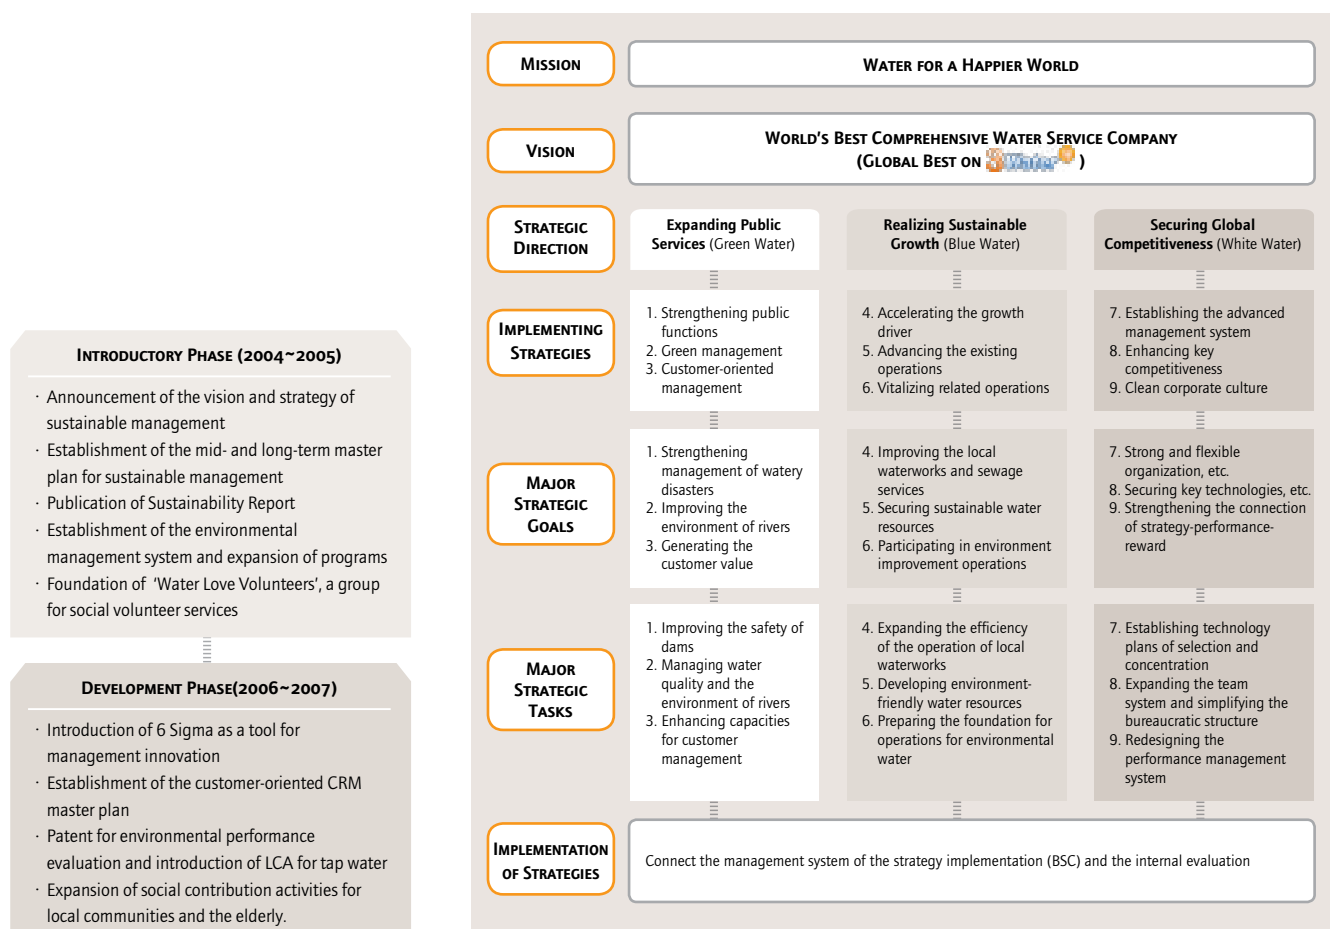 INTRODUCTORY PHASE (2004~2005)
· Announcement of the vision and strategy of
sustainable management
· Establishment of the mid- and long-term master
plan for sustainable management
· Publication of Sustainability Report
· Establishment of the environmental
management system and expansion of programs
· Foundation of 'Water Love Volunteers', a group
for social volunteer services
DEVELOPMENT PHASE(2006~2007)
· Introduction of 6 Sigma as a tool for
management innovation
· Establishment of the customer-oriented CRM
master plan
· Patent for environmental performance
evaluation and introduction of LCA for tap water
· Expansion of social contribution activities for
local communities and the elderly.
MISSION
WATER FOR A HAPPIER WORLD
VISION
WORLD'S BEST COMPREHENSIVE WATER SERVICE COMPANY
(GLOBAL BEST ON 3Water )
STRATEGIC
DIRECTION
Expanding Public
Services (Green Water)
Realizing Sustainable
Growth (Blue Water)
Securing Global
Competitiveness (White Water)
IMPLEMENTING
STRATEGIES
1. Strengthening public
functions
2. Green management
3. Customer-oriented
management
4. Accelerating the growth
driver
5. Advancing the existing
operations
6. Vitalizing related operations
7. Establishing the advanced
management system
8. Enhancing key
competitiveness
9. Clean corporate culture
MAJOR
STRATEGIC
GOALS
1. Strengthening
management of watery
disasters
2. Improving the
environment of rivers
3. Generating the
customer value
4. Improving the local
waterworks and sewage
services
5. Securing sustainable water
resources
6. Participating in environment
improvement operations
7. Strong and flexible
organization, etc.
8. Securing key technologies, etc.
9. Strengthening the connection
of strategy-performance-
reward
MAJOR
STRATEGIC
TASKS
1. Improving the safety of
dams
2. Managing water
quality and the
environment of rivers
3. Enhancing capacities
for customer
management
4. Expanding the efficiency
of the operation of local
waterworks
5. Developing environment-
friendly water resources
6. Preparing the foundation for
operations for environmental
water
7. Establishing technology
plans of selection and
concentration
8. Expanding the team
system and simplifying the
bureaucratic structure
9. Redesigning the
performance management
system
IMPLEMENTATION
OF STRATEGIES
Connect the management system of the strategy implementation (BSC) and the internal evaluation